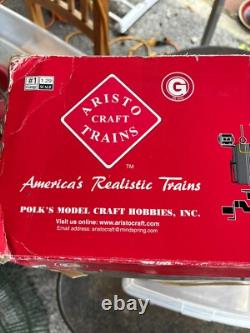 #1 1:29
ARISTO
CRAFT
TRAINS
TM
G
America's Realistic Trains
POLK'S MODEL CRAFT HOBBIES, INC.
Visit us online: www.aristocraft.com
Email address: aristocraft@mindspring.com